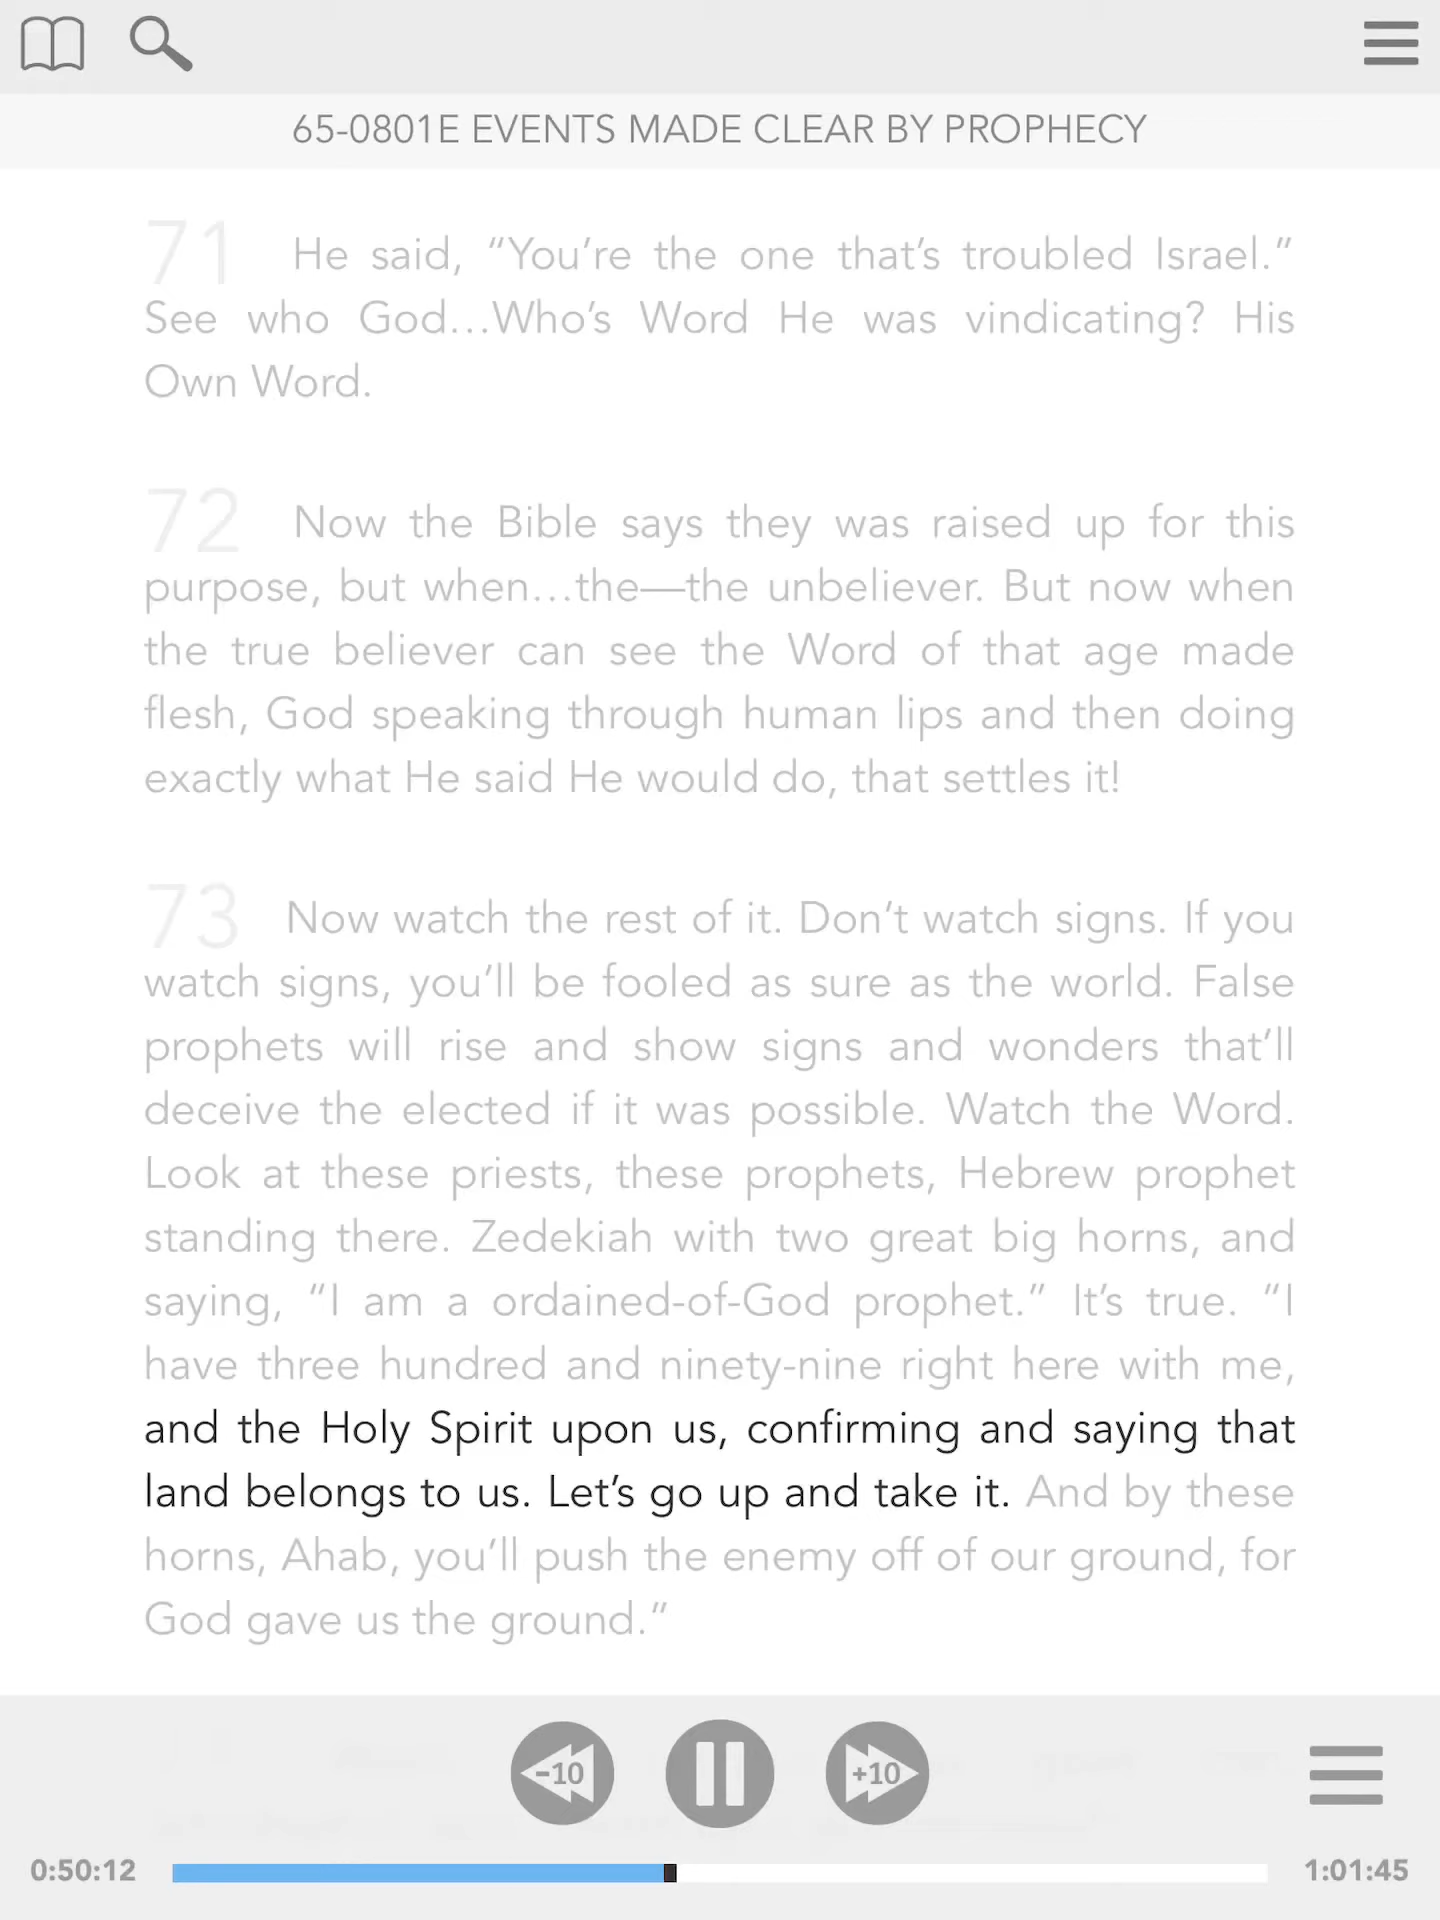 65-0801E EVENTS MADE CLEAR BY PROPHECY
71 He said, “You’re the one that’s troubled Israel.”
See who God…Who’s Word He was vindicating? His
Own Word.
72 Now the Bible says they was raised up for this
purpose, but when…the—the unbeliever. But now when
the true believer can see the Word of that age made
flesh, God speaking through human lips and then doing
exactly what He said He would do, that settles it!
73 Now watch the rest of it. Don’t watch signs. If you
watch signs, you’ll be fooled as sure as the world. False
prophets will rise and show signs and wonders that’ll
deceive the elected if it was possible. Watch the Word.
Look at these priests, these prophets, Hebrew prophet
standing there. Zedekiah with two great big horns, and
saying, “I am a ordained-of-God prophet.” It’s true. “I
have three hundred and ninety-nine right here with me,
and the Holy Spirit upon us, confirming and saying that
land belongs to us. Let’s go up and take it. And by these
horns, Ahab, you’ll push the enemy off of our ground, for
God gave us the ground.”
-10 +10
0:50:12 1:01:45